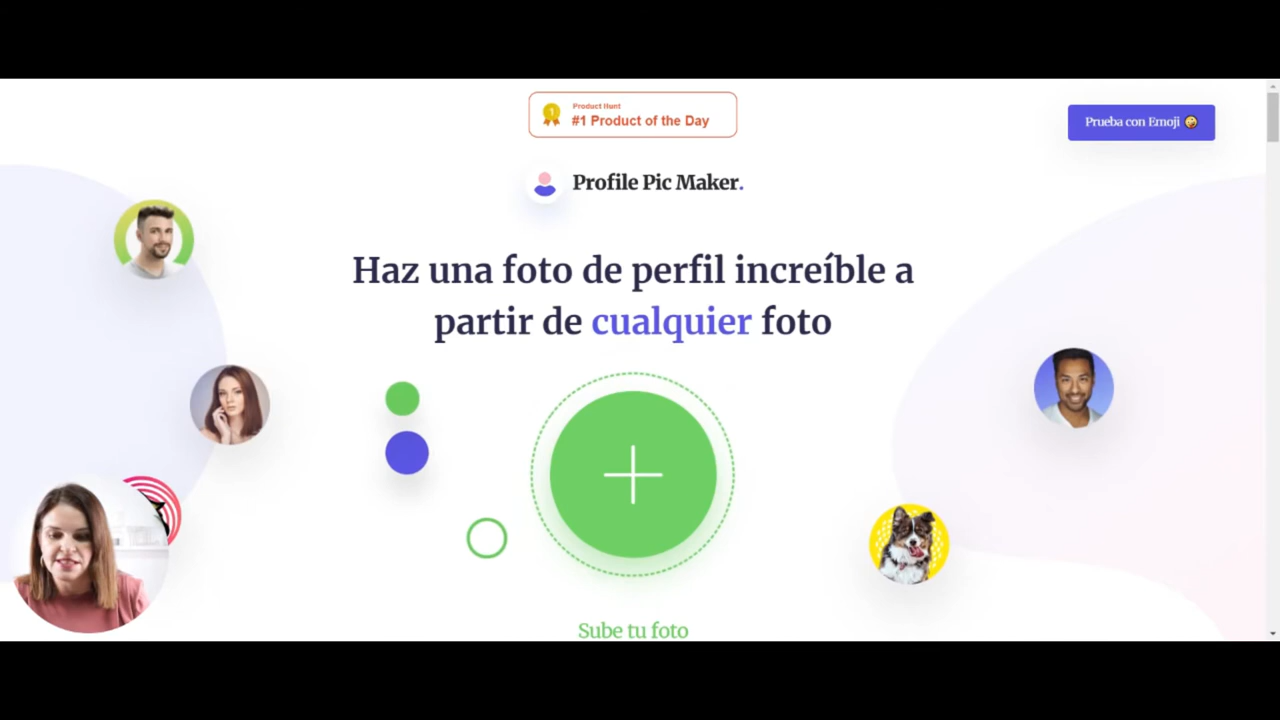 Product Hunt
#1 Product of the Day
Prueba con Emoji
Profile Pic Maker.
Haz una foto de perfil increíble a
partir de cualquier foto
Sube tu foto